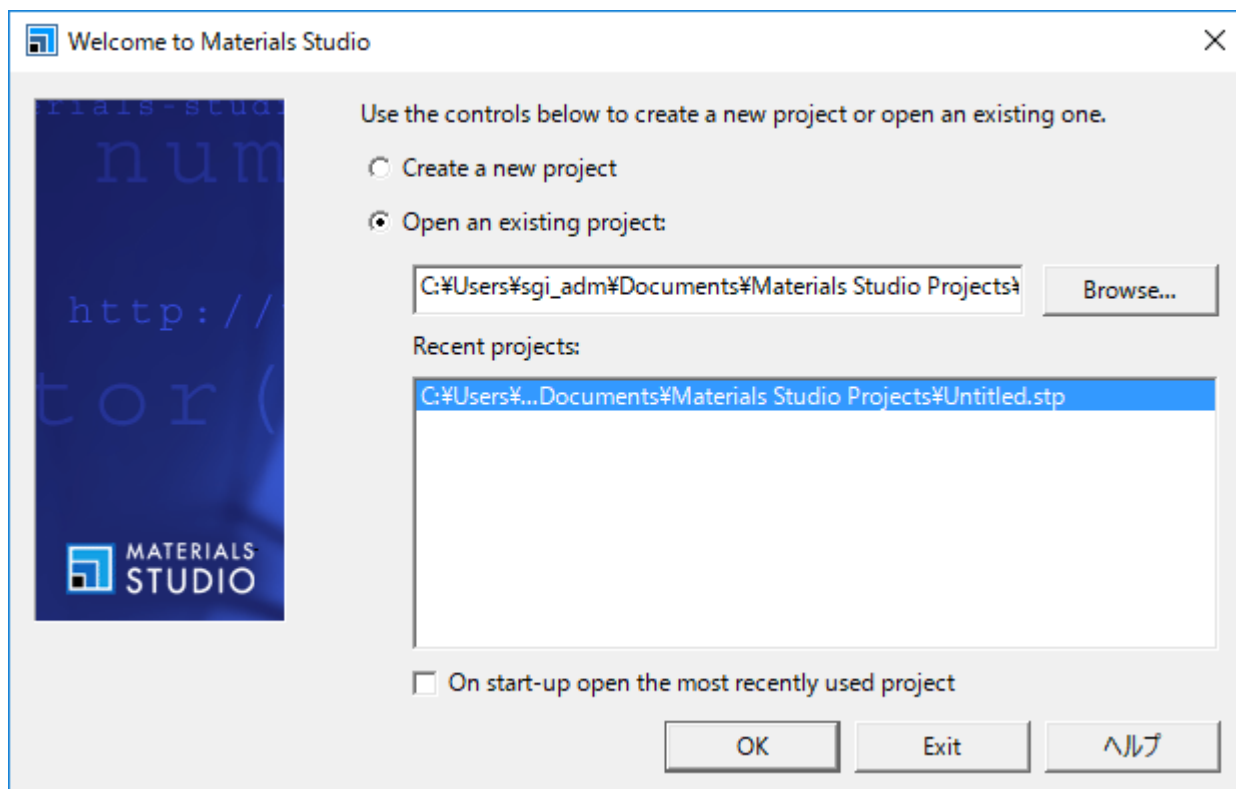 Welcome to Materials Studio
rials-stud
num
http://
tor(
MATERIALS
STUDIO
Use the controls below to create a new project or open an existing one.
Create a new project
Open an existing project:
C:¥Users¥sgi_adm¥Documents¥Materials Studio Projects¥
Browse...
Recent projects:
C:¥Users¥...Documents¥Materials Studio Projects¥Untitled.stp
On start-up open the most recently used project
OK
Exit
ヘルプ